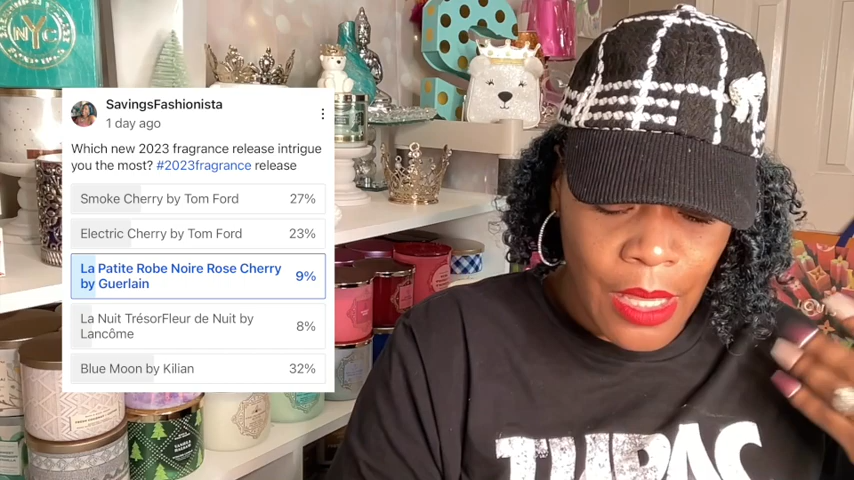 NYC
SavingsFashionista
1 day ago
Which new 2023 fragrance release intrigue
you the most? #2023fragrance release
Smoke Cherry by Tom Ford 27%
Electric Cherry by Tom Ford 23%
La Patite Robe Noire Rose Cherry
by Guerlain 9%
La Nuit TrésorFleur de Nuit by
Lancôme 8%
Blue Moon by Kilian 32%
TUPAC